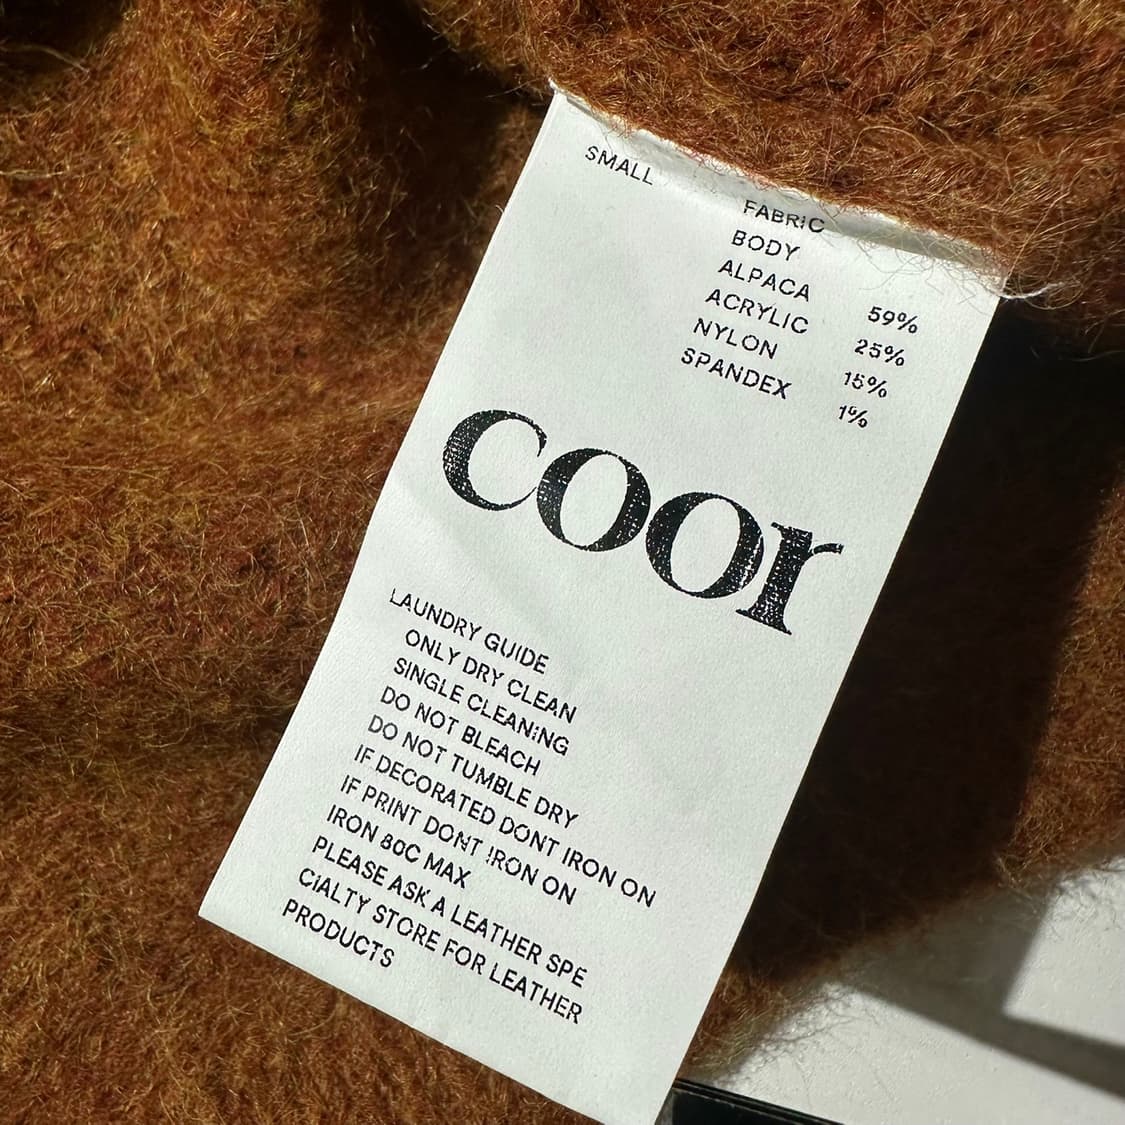 SMALL
FABRIC
BODY
ALPACA 59%
ACRYLIC 25%
NYLON 15%
SPANDEX 1%
coor
LAUNDRY GUIDE
ONLY DRY CLEAN
SINGLE CLEANING
DO NOT BLEACH
DO NOT TUMBLE DRY
IF DECORATED DONT IRON ON
IF PRINT DONT IRON ON
IRON 80C MAX
PLEASE ASK A LEATHER SPE
CIALTY STORE FOR LEATHER
PRODUCTS